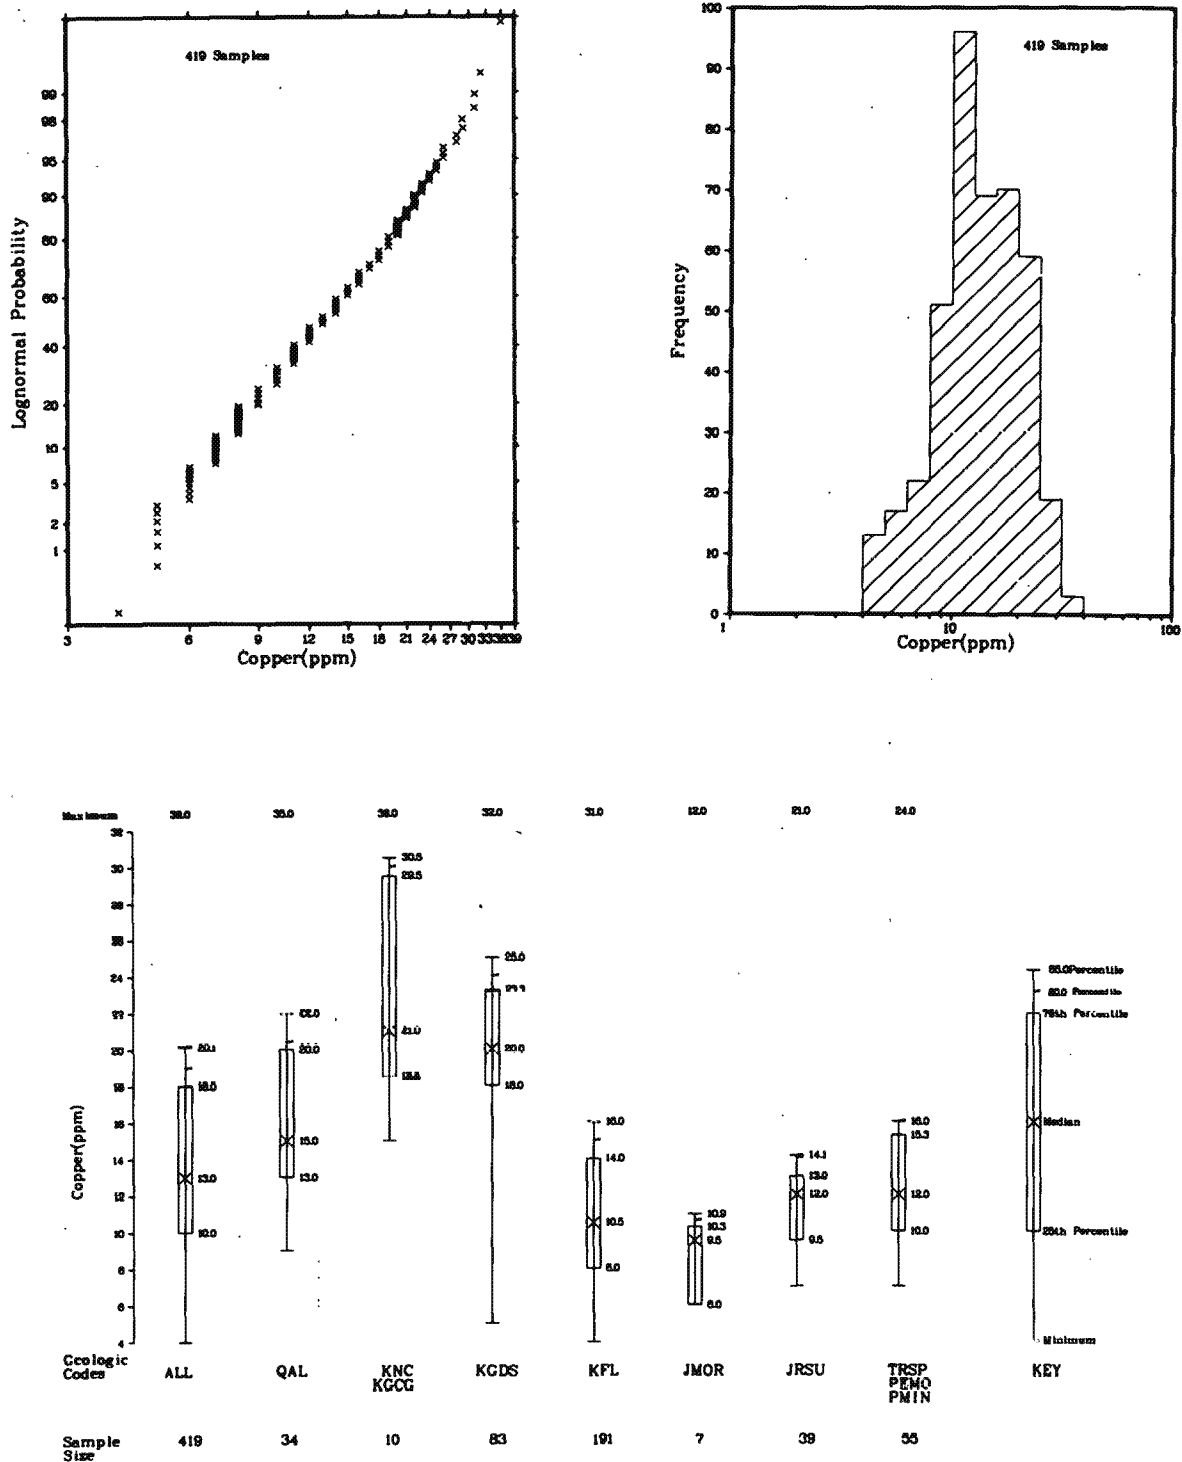 419 Samples
99
98
95
90
80
60
40
20
10
5
2
1
Lognormal Probability
3 6 9 12 15 18 21 24 27 30 33 36 39
Copper(ppm)
419 Samples
100
90
80
70
60
50
40
30
20
10
0
Frequency
1 10 100
Copper(ppm)
Maximum 36.0 35.0 36.0 32.0 31.0 12.0 21.0 24.0
32
30
28
26
24
22
20
18
16
14
12
10
8
6
4
Copper(ppm)
20.1
18.0
13.0
10.0
22.0
20.0
15.0
13.0
30.5
29.5
21.0
25.0
20.0
18.0
16.0
14.0
10.5
10.9
10.3
9.5
6.0
14.1
13.0
12.0
9.5
16.0
15.3
12.0
10.0
Percentile
90.0 Percentile
75th Percentile
Median
25th Percentile
Minimum
Geologic
Codes
ALL QAL KNC KGDS KFL JMOR JRSU TRSP KEY
KGCG PEMO
PMIN
Sample
Size
419 34 10 83 191 7 39 55